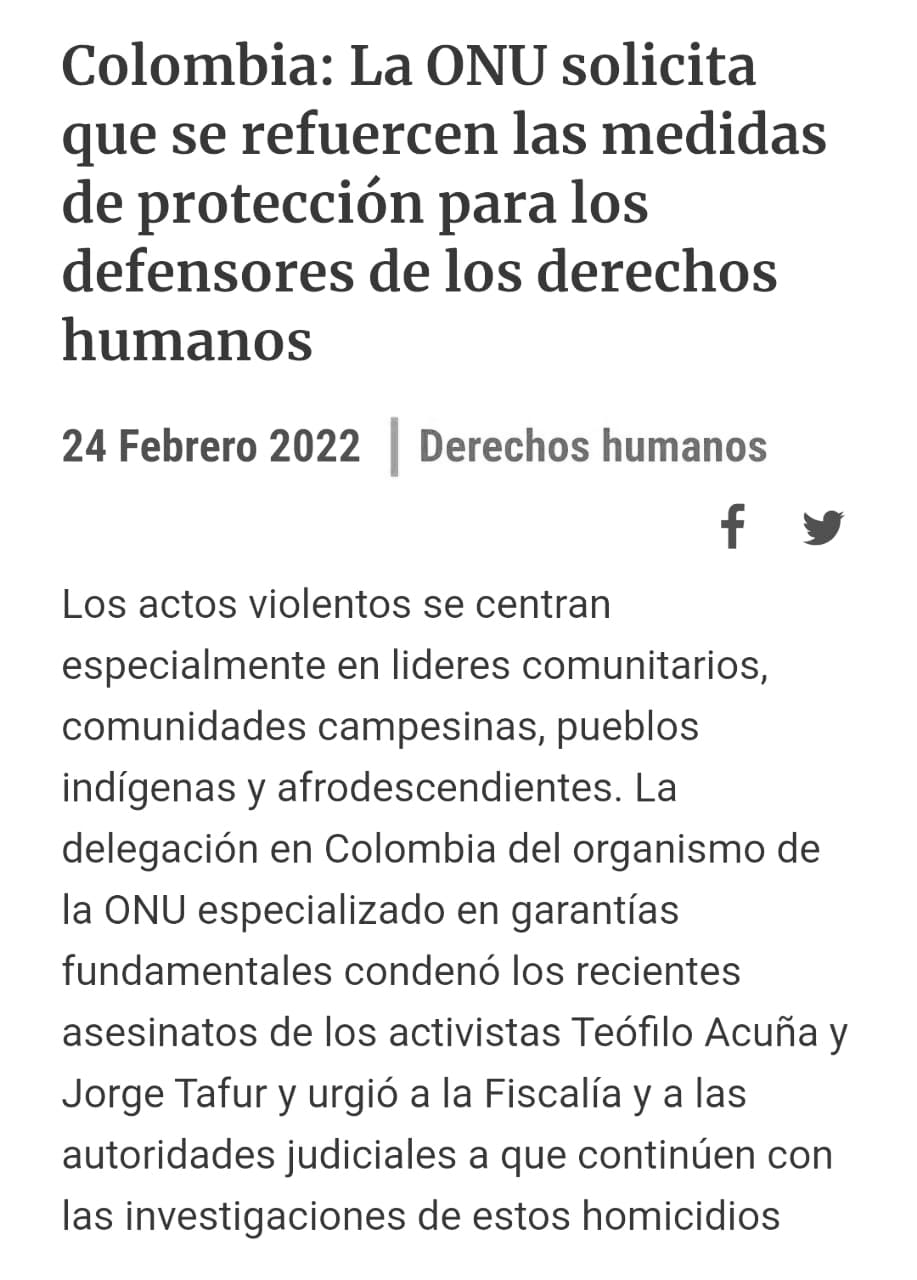 Colombia: La ONU solicita
que se refuercen las medidas
de protección para los
defensores de los derechos
humanos
24 Febrero 2022 | Derechos humanos
Los actos violentos se centran
especialmente en lideres comunitarios,
comunidades campesinas, pueblos
indígenas y afrodescendientes. La
delegación en Colombia del organismo de
la ONU especializado en garantías
fundamentales condenó los recientes
asesinatos de los activistas Teófilo Acuña y
Jorge Tafur y urgió a la Fiscalía y a las
autoridades judiciales a que continúen con
las investigaciones de estos homicidios